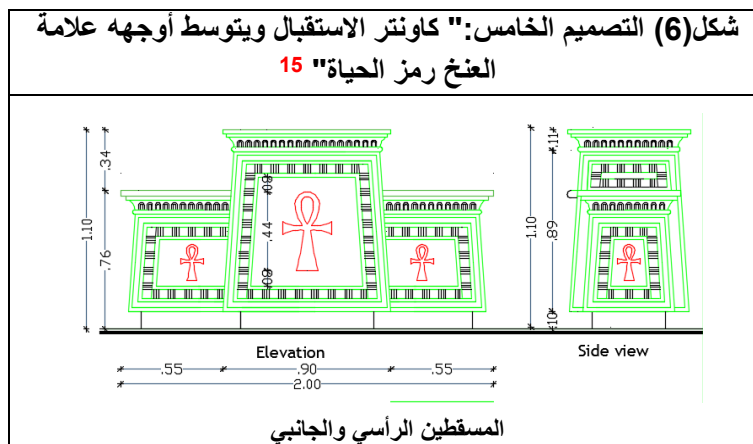 شكل(6) التصميم الخامس:" كاونتر الاستقبال ويتوسط أوجهه علامة
العنخ رمز الحياة" 15
1.10
.34
.76
.09
.44
.08
1.10
.11
.89
.10
Elevation
Side view
.55
.90
.55
2.00
المسقطين الرأسي والجانبي